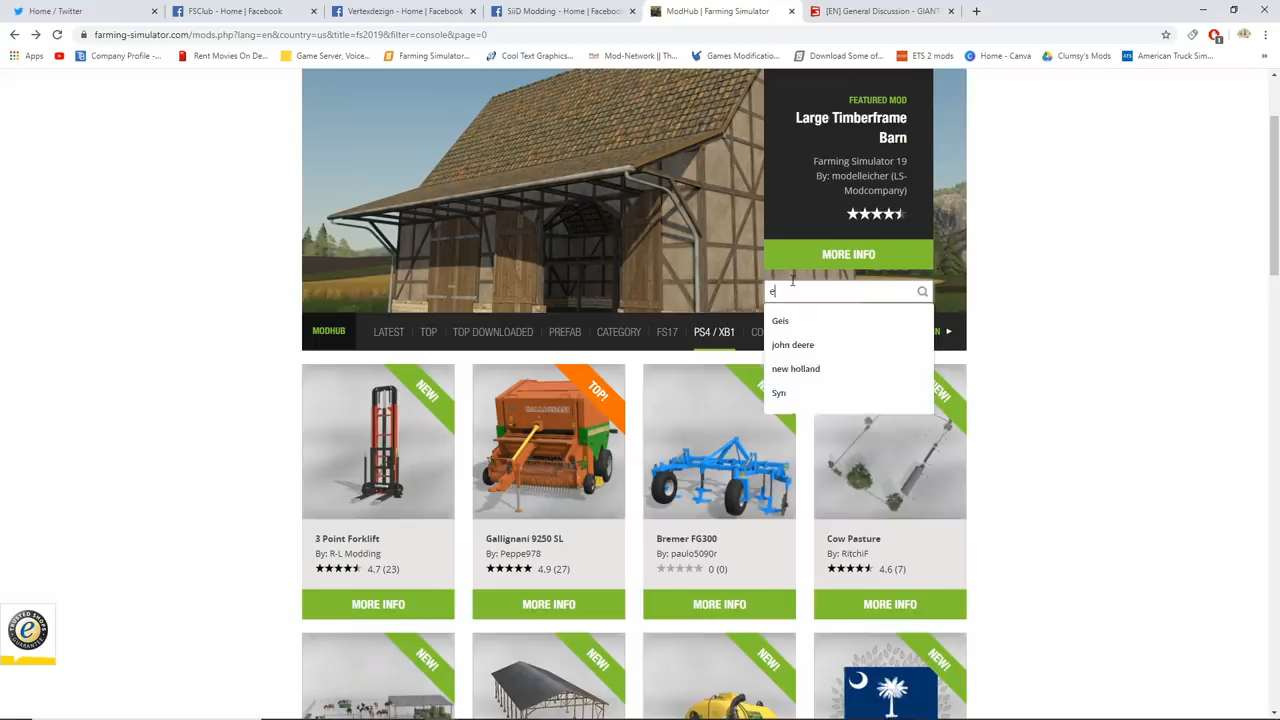 Home / Twitter
FSClub - Home | Facebook
Vertexdezign - Home | Facebook
SiiD Modding - Home | Facebook
ModHub | Farming Simulator
[EN] General Discussion - GIANT
farming-simulator.com/mods.php?lang=en&country=us&title=fs2019&filter=console&page=0
Apps
Company Profile -...
Rent Movies On De...
Game Server, Voice...
Farming Simulator...
Cool Text Graphics...
Mod-Network || Th...
Games Modificatio...
Download Some of...
ETS 2 mods
Home - Canva
Clumsy's Mods
American Truck Sim...
FEATURED MOD
Large Timberframe
Barn
Farming Simulator 19
By: modelleicher (LS-
Modcompany)
MORE INFO
e
Geis
john deere
new holland
Syn
MODHUB
LATEST
TOP
TOP DOWNLOADED
PREFAB
CATEGORY
FS17
PS4 / XB1
CO
N
NEW!
TOP!
NEW!
3 Point Forklift
By: R-L Modding
4.7 (23)
MORE INFO
Gallignani 9250 SL
By: Peppe978
4.9 (27)
MORE INFO
Bremer FG300
By: paulo5090r
0 (0)
MORE INFO
Cow Pasture
By: RitchiF
4.6 (7)
MORE INFO
NEW!
NEW!
NEW!
NEW!